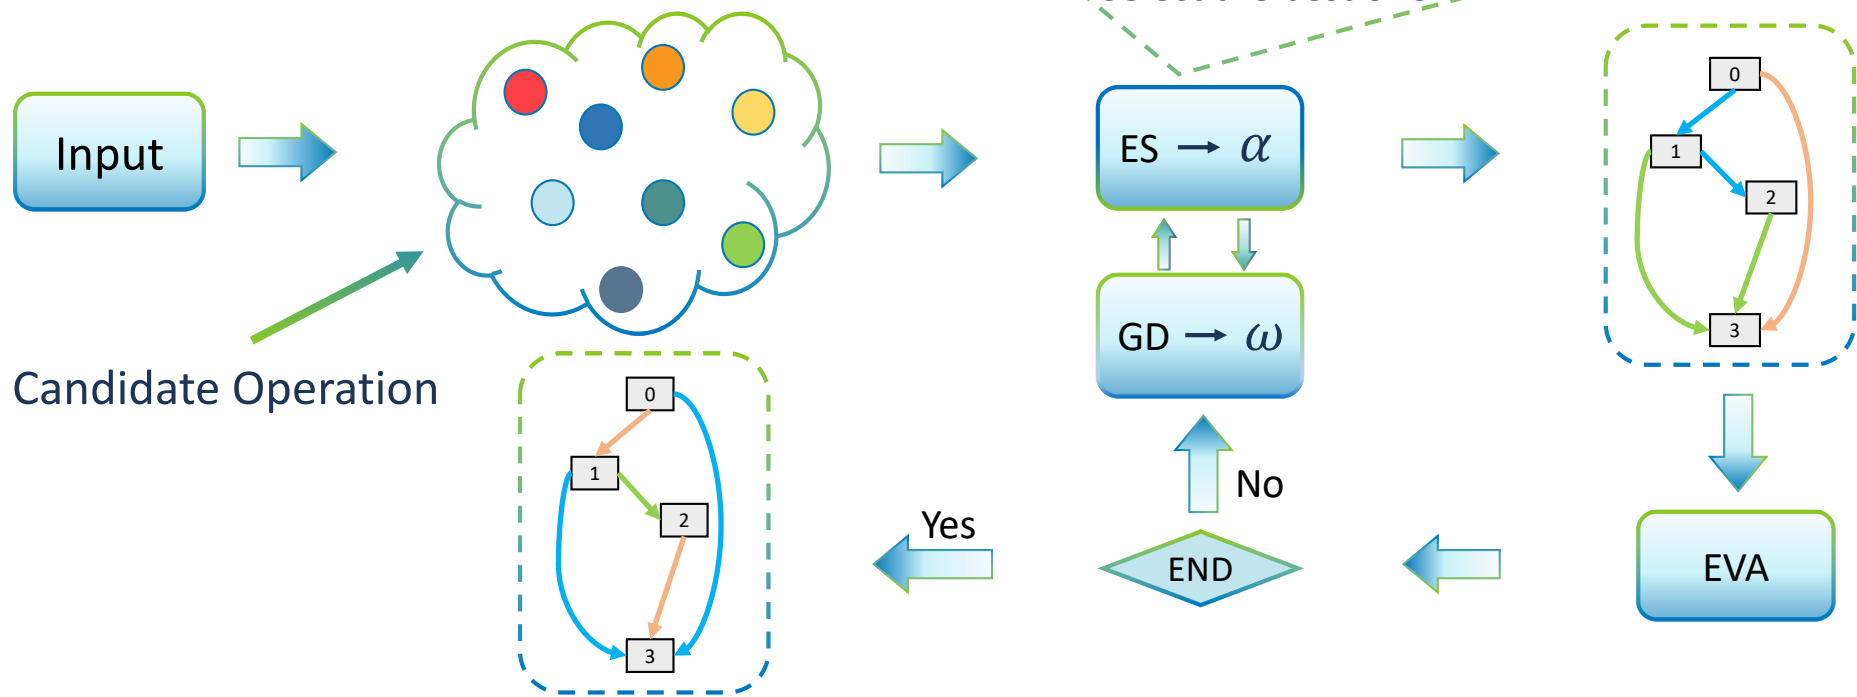 Input
Candidate Operation
ES → α
GD → ω
No
Yes
END
EVA
0
1
2
3
0
1
2
3